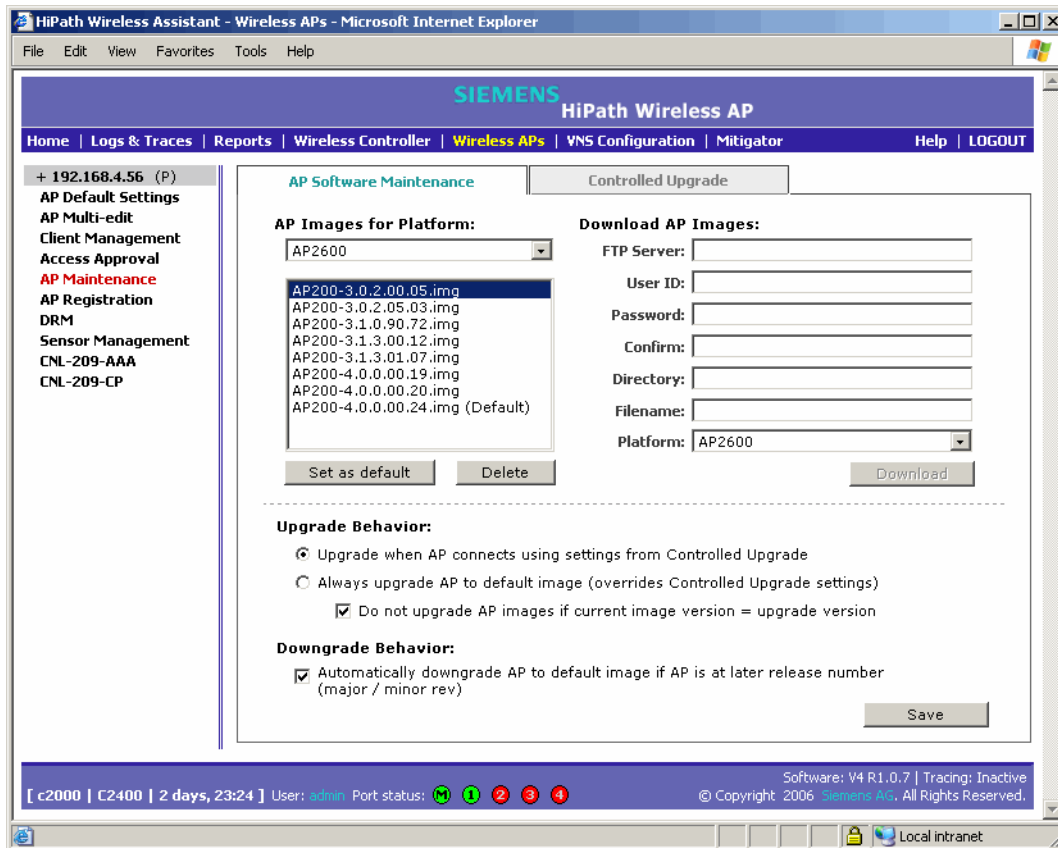 HiPath Wireless Assistant - Wireless APs - Microsoft Internet Explorer
File Edit View Favorites Tools Help
SIEMENS
HiPath Wireless AP
Home | Logs & Traces | Reports | Wireless Controller | Wireless APs | VNS Configuration | Mitigator Help | LOGOUT
+ 192.168.4.56 (P)
AP Default Settings
AP Multi-edit
Client Management
Access Approval
AP Maintenance
AP Registration
DRM
Sensor Management
CNL-209-AAA
CNL-209-CP
AP Software Maintenance
Controlled Upgrade
AP Images for Platform:
AP2600
AP200-3.0.2.00.05.img
AP200-3.0.2.05.03.img
AP200-3.1.0.90.72.img
AP200-3.1.3.00.12.img
AP200-3.1.3.01.07.img
AP200-4.0.0.00.19.img
AP200-4.0.0.00.20.img
AP200-4.0.0.00.24.img (Default)
Set as default
Delete
Download AP Images:
FTP Server:
User ID:
Password:
Confirm:
Directory:
Filename:
Platform: AP2600
Download
Upgrade Behavior:
Upgrade when AP connects using settings from Controlled Upgrade
Always upgrade AP to default image (overrides Controlled Upgrade settings)
Do not upgrade AP images if current image version = upgrade version
Downgrade Behavior:
Automatically downgrade AP to default image if AP is at later release number
(major / minor rev)
Save
[ c2000 | C2400 | 2 days, 23:24 ] User: admin Port status: M 1 2 3 4
Software: V4 R1.0.7 | Tracing: Inactive
© Copyright 2006 Siemens AG. All Rights Reserved.
Local intranet